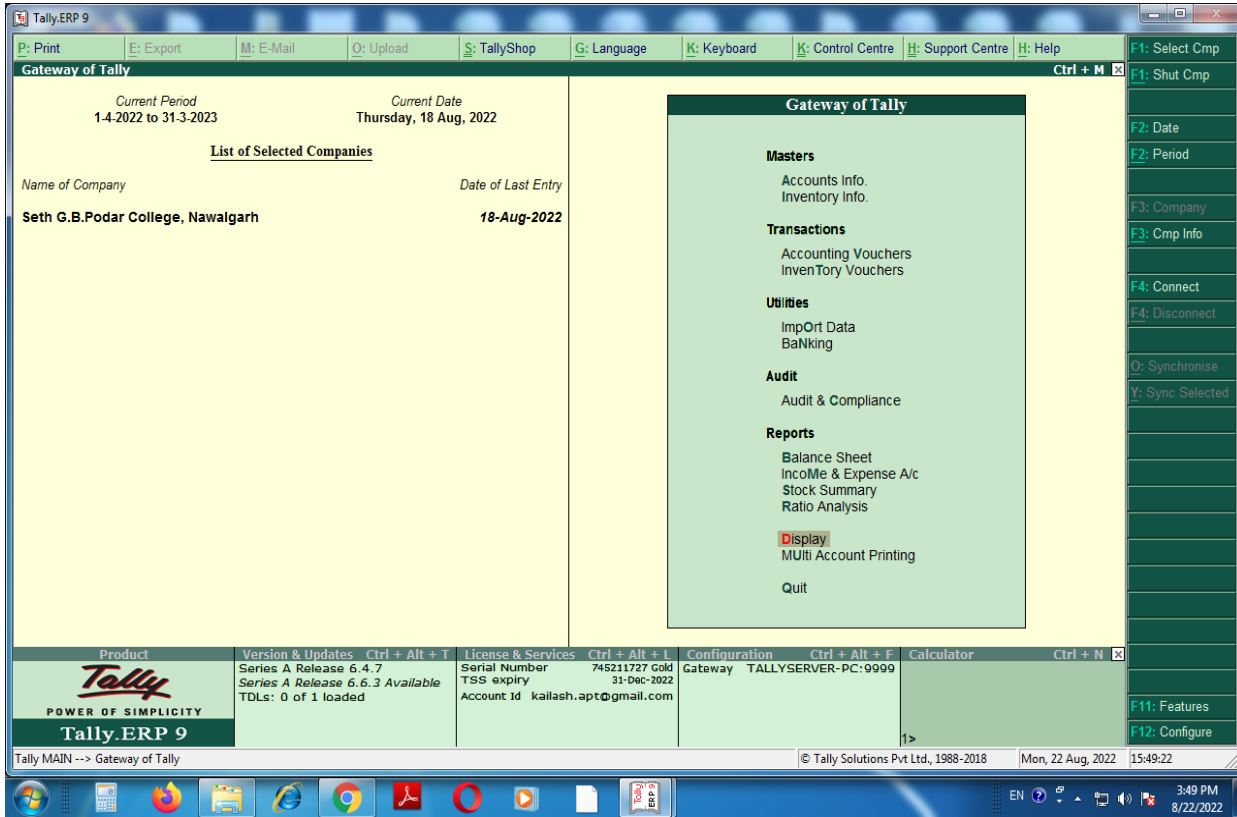 Tally.ERP 9
P: Print E: Export M: E-Mail O: Upload S: TallyShop G: Language K: Keyboard K: Control Centre H: Support Centre H: Help
Gateway of Tally Ctrl + M
Current Period Current Date
1-4-2022 to 31-3-2023 Thursday, 18 Aug, 2022
List of Selected Companies
Name of Company Date of Last Entry
Seth G.B.Podar College, Nawalgarh 18-Aug-2022
Gateway of Tally
Masters
Accounts Info.
Inventory Info.
Transactions
Accounting Vouchers
InvenTory Vouchers
Utilities
ImpOrt Data
BaNking
Audit
Audit & Compliance
Reports
Balance Sheet
IncoMe & Expense A/c
Stock Summary
Ratio Analysis
Display
MUlti Account Printing
Quit
F1: Select Cmp
F1: Shut Cmp
F2: Date
F2: Period
F3: Company
F3: Cmp Info
F4: Connect
F4: Disconnect
O: Synchronise
Y: Sync Selected
F11: Features
F12: Configure
Product
Tally
POWER OF SIMPLICITY
Tally.ERP 9
Version & Updates Ctrl + Alt + T
Series A Release 6.4.7
Series A Release 6.6.3 Available
TDLs: 0 of 1 loaded
License & Services Ctrl + Alt + L
Serial Number 745211727 Gold
TSS expiry 31-Dec-2022
Account Id kailash.apt@gmail.com
Configuration Ctrl + Alt + F
Gateway TALLYSERVER-PC:9999
Calculator Ctrl + N
1>
Tally MAIN --> Gateway of Tally © Tally Solutions Pvt Ltd., 1988-2018 Mon, 22 Aug, 2022 15:49:22
Tally
ERP 9
EN 3:49 PM
8/22/2022